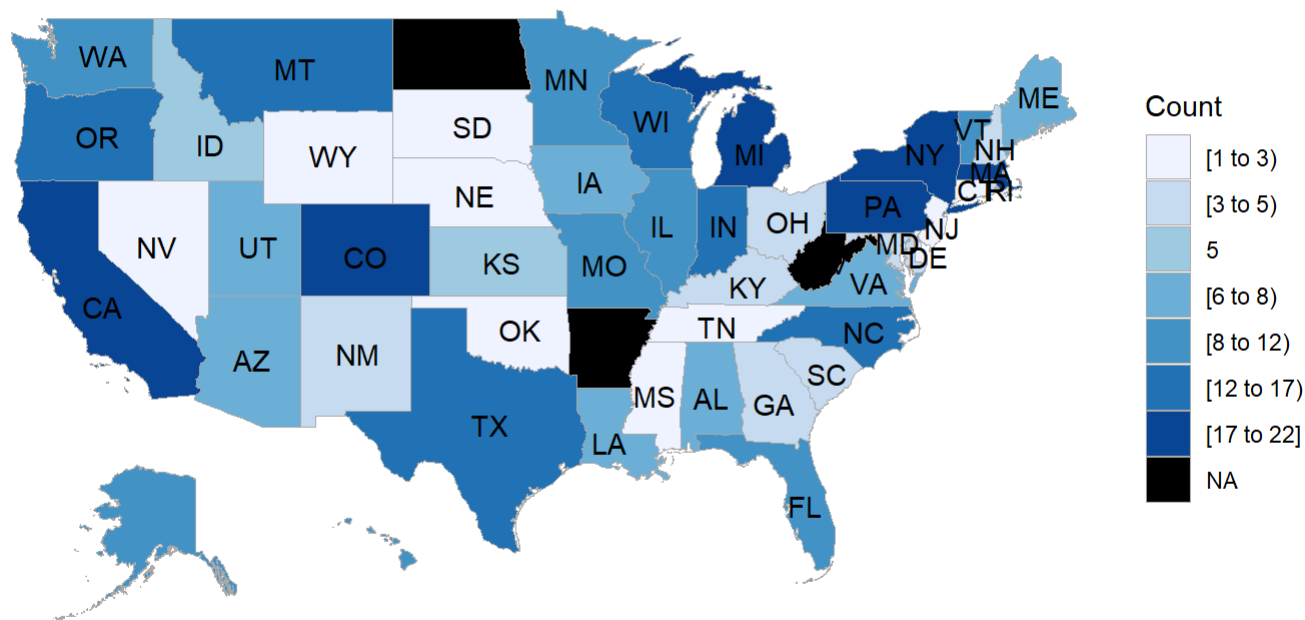 WA
MT
MN
ME
OR
ID
SD
WI
VT
NH
WY
MI
NY
MA
CT
RI
NE
IA
PA
NV
UT
CO
KS
MO
IL
IN
OH
NJ
MD
DE
CA
KY
VA
AZ
NM
OK
TN
NC
TX
LA
MS
AL
GA
SC
FL
Count
[1 to 3)
[3 to 5)
5
[6 to 8)
[8 to 12)
[12 to 17)
[17 to 22]
NA